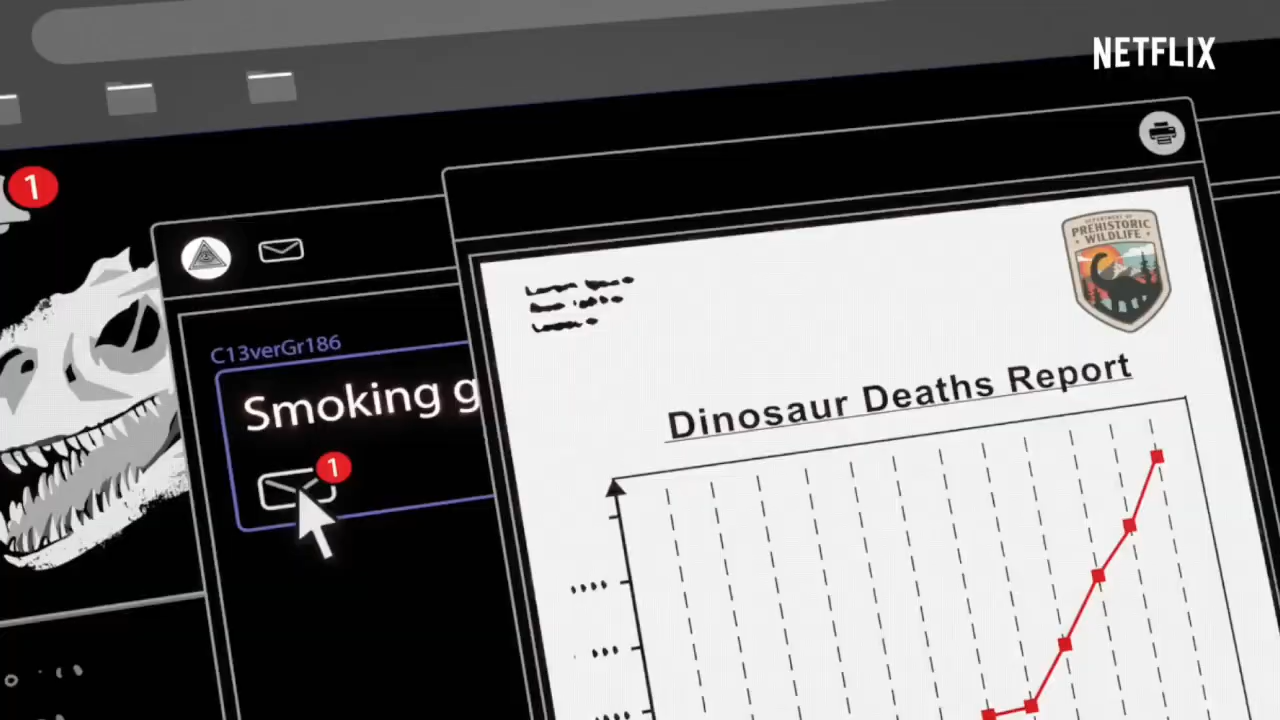 NETFLIX
1
DEPARTMENT OF
PREHISTORIC
WILDLIFE
C13verGr186
Smoking g
1
Dinosaur Deaths Report